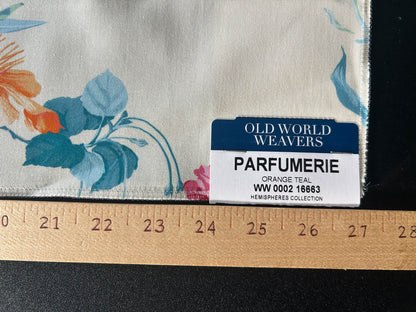 OLD WORLD
WEAVERS
PARFUMERIE
ORANGE TEAL
WW 0002 16663
HEMISPHERES COLLECTION
0 21 22 23 24 25 26 27 28